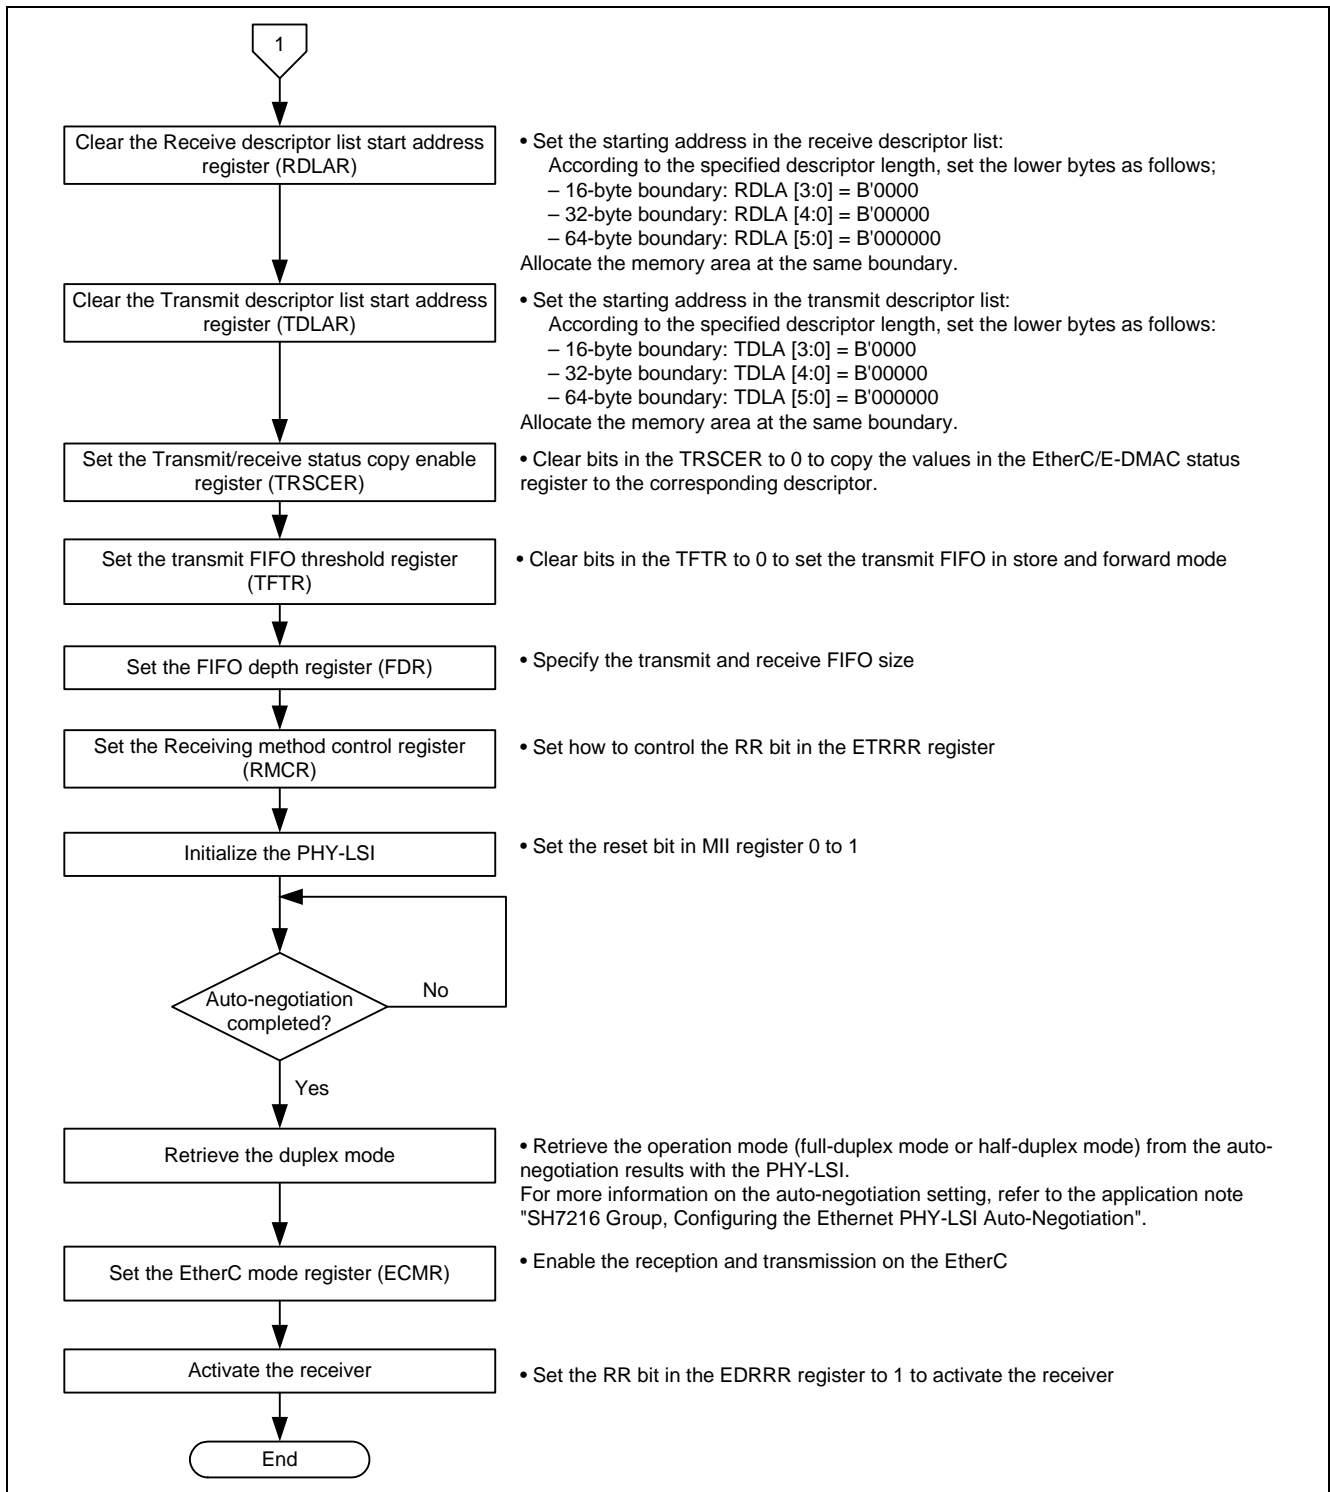 1
Clear the Receive descriptor list start address
register (RDLAR)
• Set the starting address in the receive descriptor list:
According to the specified descriptor length, set the lower bytes as follows;
– 16-byte boundary: RDLA [3:0] = B'0000
– 32-byte boundary: RDLA [4:0] = B'00000
– 64-byte boundary: RDLA [5:0] = B'000000
Allocate the memory area at the same boundary.
Clear the Transmit descriptor list start address
register (TDLAR)
• Set the starting address in the transmit descriptor list:
According to the specified descriptor length, set the lower bytes as follows:
– 16-byte boundary: TDLA [3:0] = B'0000
– 32-byte boundary: TDLA [4:0] = B'00000
– 64-byte boundary: TDLA [5:0] = B'000000
Allocate the memory area at the same boundary.
Set the Transmit/receive status copy enable
register (TRSCER)
• Clear bits in the TRSCER to 0 to copy the values in the EtherC/E-DMAC status
register to the corresponding descriptor.
Set the transmit FIFO threshold register
(TFTR)
• Clear bits in the TFTR to 0 to set the transmit FIFO in store and forward mode
Set the FIFO depth register (FDR)
• Specify the transmit and receive FIFO size
Set the Receiving method control register
(RMCR)
• Set how to control the RR bit in the ETRRR register
Initialize the PHY-LSI
• Set the reset bit in MII register 0 to 1
Auto-negotiation
completed?
No
Yes
Retrieve the duplex mode
• Retrieve the operation mode (full-duplex mode or half-duplex mode) from the auto-
negotiation results with the PHY-LSI.
For more information on the auto-negotiation setting, refer to the application note
"SH7216 Group, Configuring the Ethernet PHY-LSI Auto-Negotiation".
Set the EtherC mode register (ECMR)
• Enable the reception and transmission on the EtherC
Activate the receiver
• Set the RR bit in the EDRRR register to 1 to activate the receiver
End